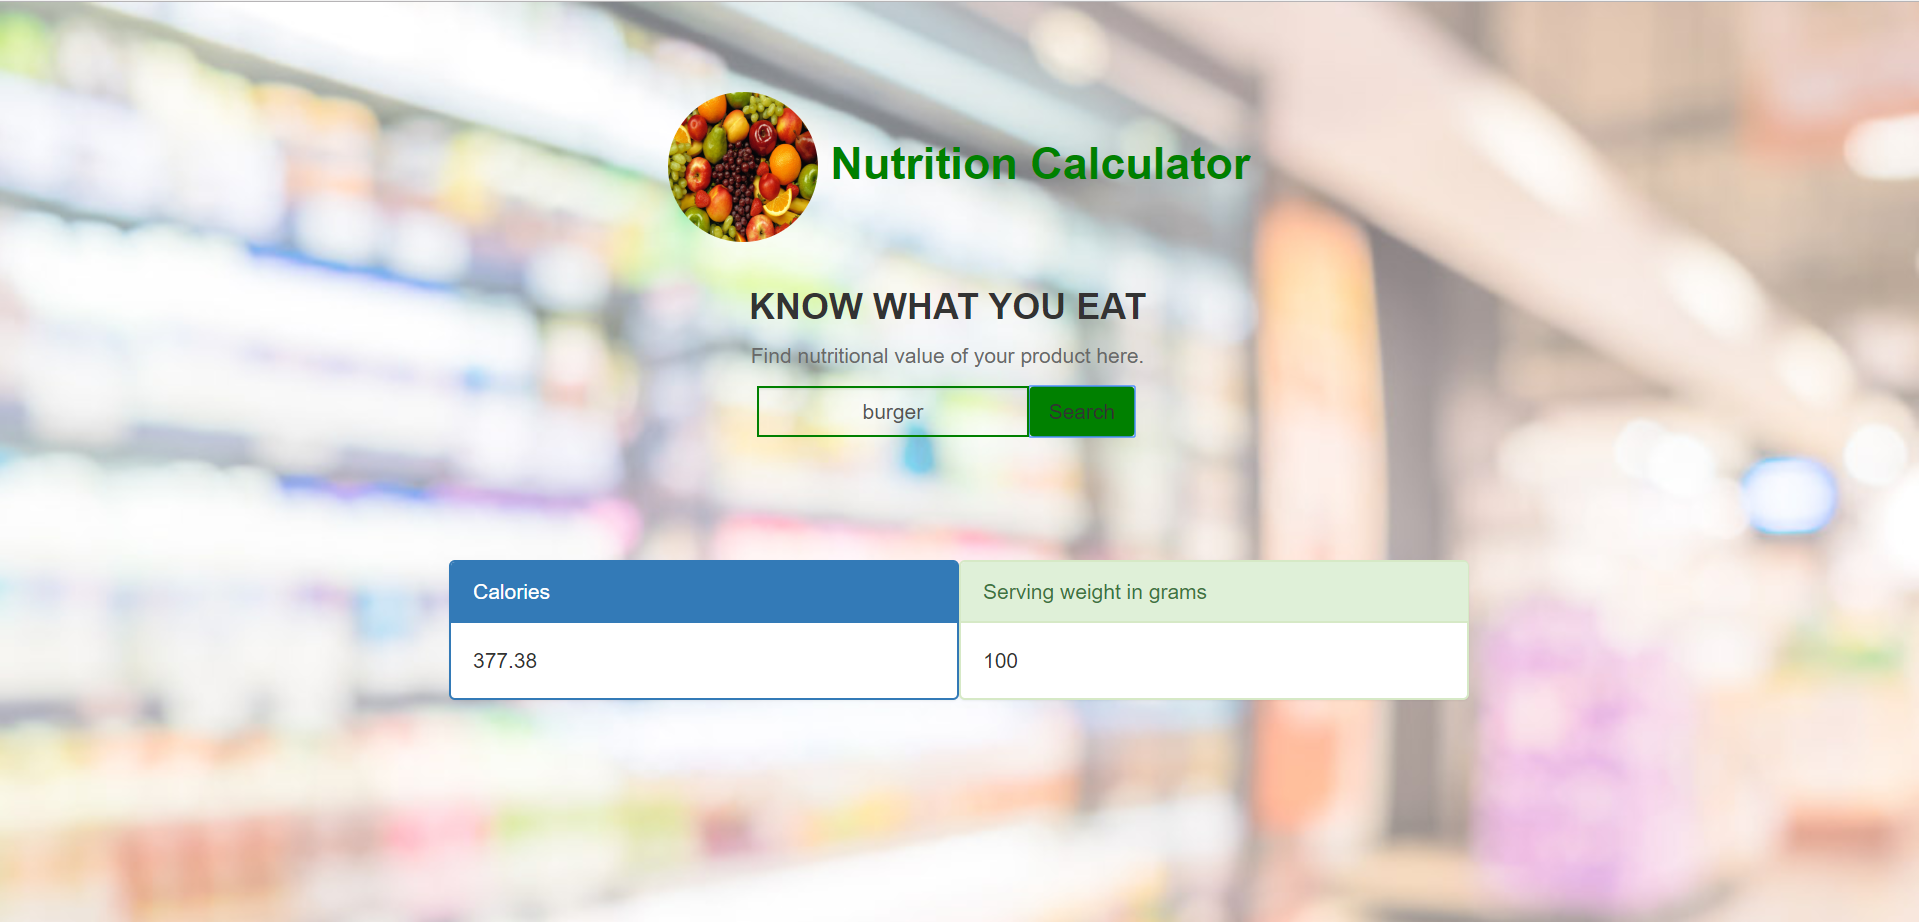 Nutrition Calculator
KNOW WHAT YOU EAT
Find nutritional value of your product here.
burger Search
Calories Serving weight in grams
377.38 100